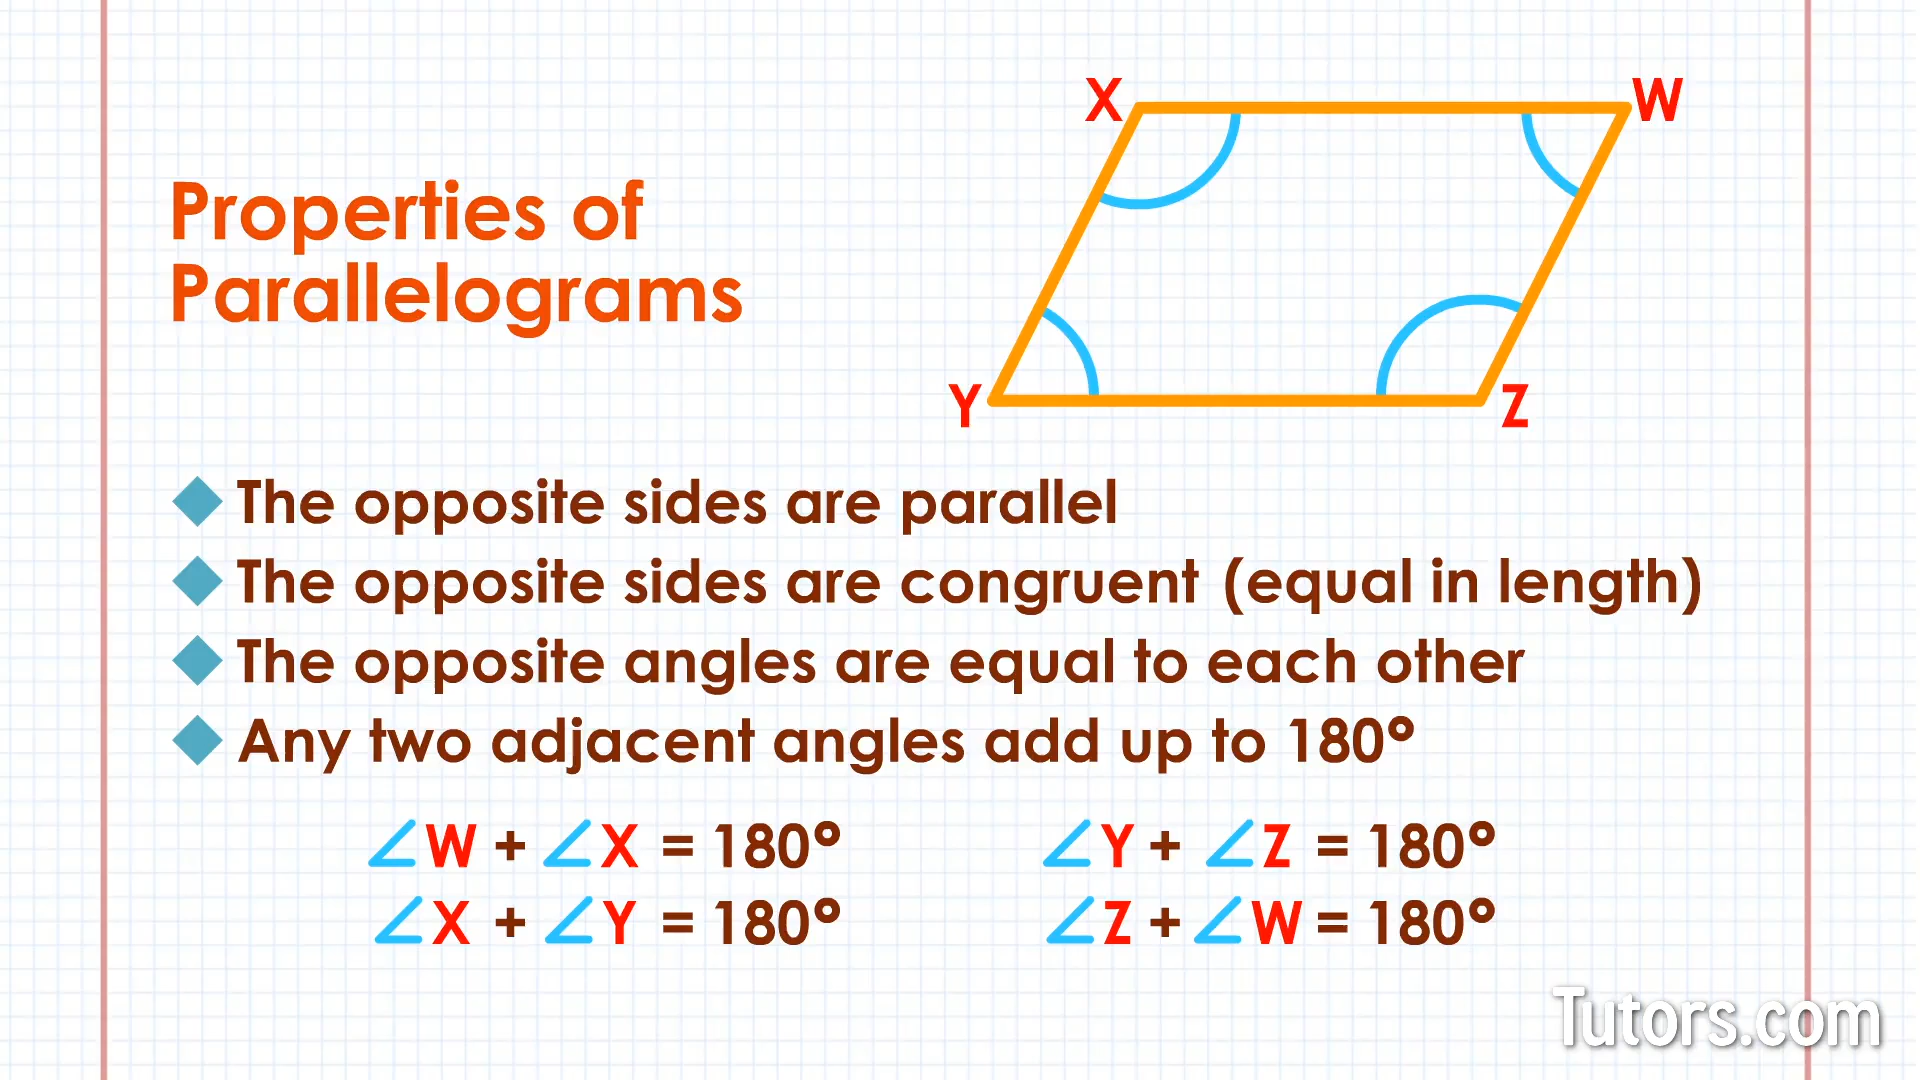 X
W
Properties of
Parallelograms
Y
Z
The opposite sides are parallel
The opposite sides are congruent (equal in length)
The opposite angles are equal to each other
Any two adjacent angles add up to 180°
∠W + ∠X = 180°
∠Y + ∠Z = 180°
∠X + ∠Y = 180°
∠Z + ∠W = 180°
Tutors.com